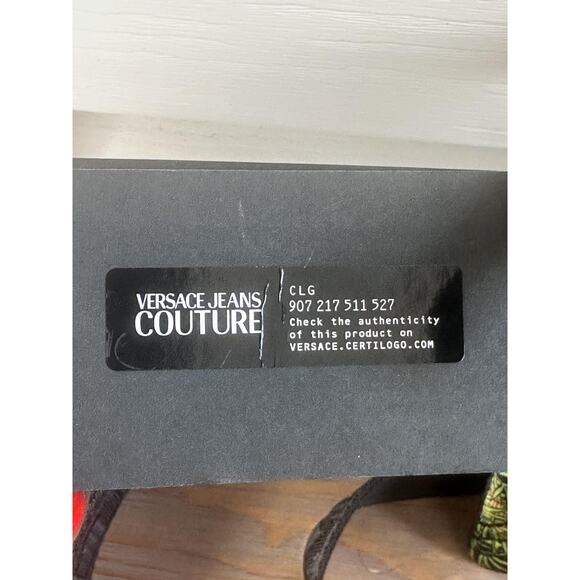 VERSACE JEANS
COUTURE
CLG
907 217 511 527
Check the authenticity
of this product on
VERSACE.CERTILOGO.COM